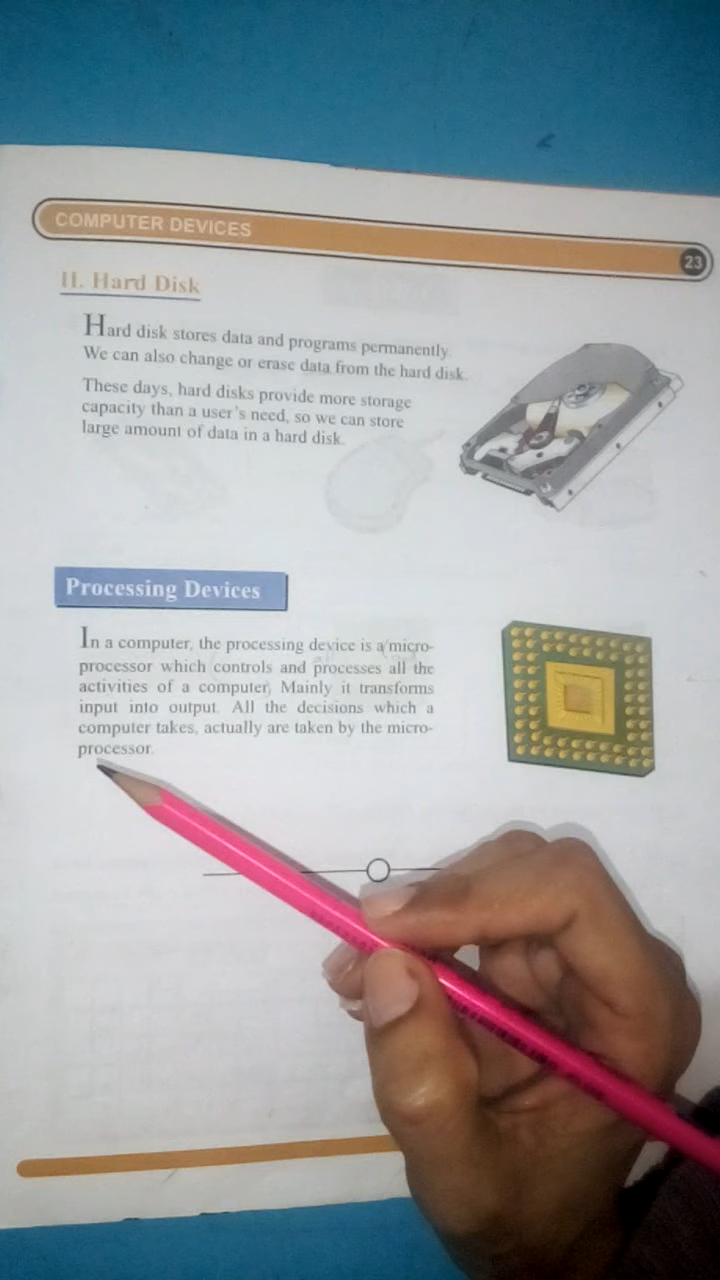 COMPUTER DEVICES
23
II. Hard Disk
Hard disk stores data and programs permanently.
We can also change or erase data from the hard disk.
These days, hard disks provide more storage
capacity than a user's need, so we can store
large amount of data in a hard disk.
Processing Devices
In a computer, the processing device is a micro-
processor which controls and processes all the
activities of a computer. Mainly it transforms
input into output. All the decisions which a
computer takes, actually are taken by the micro-
processor.